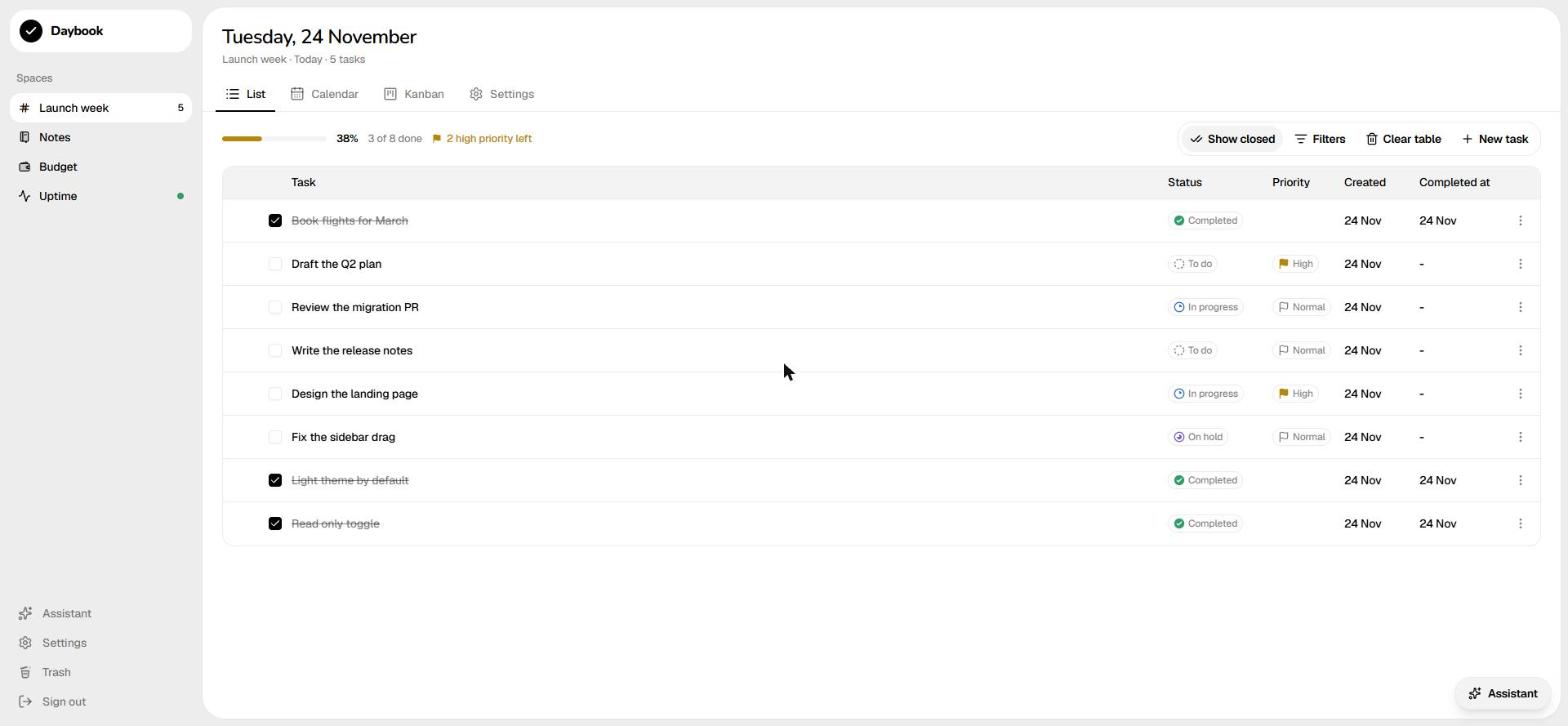 Daybook
Spaces
Launch week 5
Notes
Budget
Uptime
Assistant
Settings
Trash
Sign out
Tuesday, 24 November
Launch week · Today · 5 tasks
List Calendar Kanban Settings
38% 3 of 8 done 2 high priority left Show closed Filters Clear table + New task
Task Status Priority Created Completed at
Book flights for March Completed 24 Nov 24 Nov
Draft the Q2 plan To do High 24 Nov -
Review the migration PR In progress Normal 24 Nov -
Write the release notes To do Normal 24 Nov -
Design the landing page In progress High 24 Nov -
Fix the sidebar drag On hold Normal 24 Nov -
Light theme by default Completed 24 Nov 24 Nov
Read only toggle Completed 24 Nov 24 Nov
Assistant